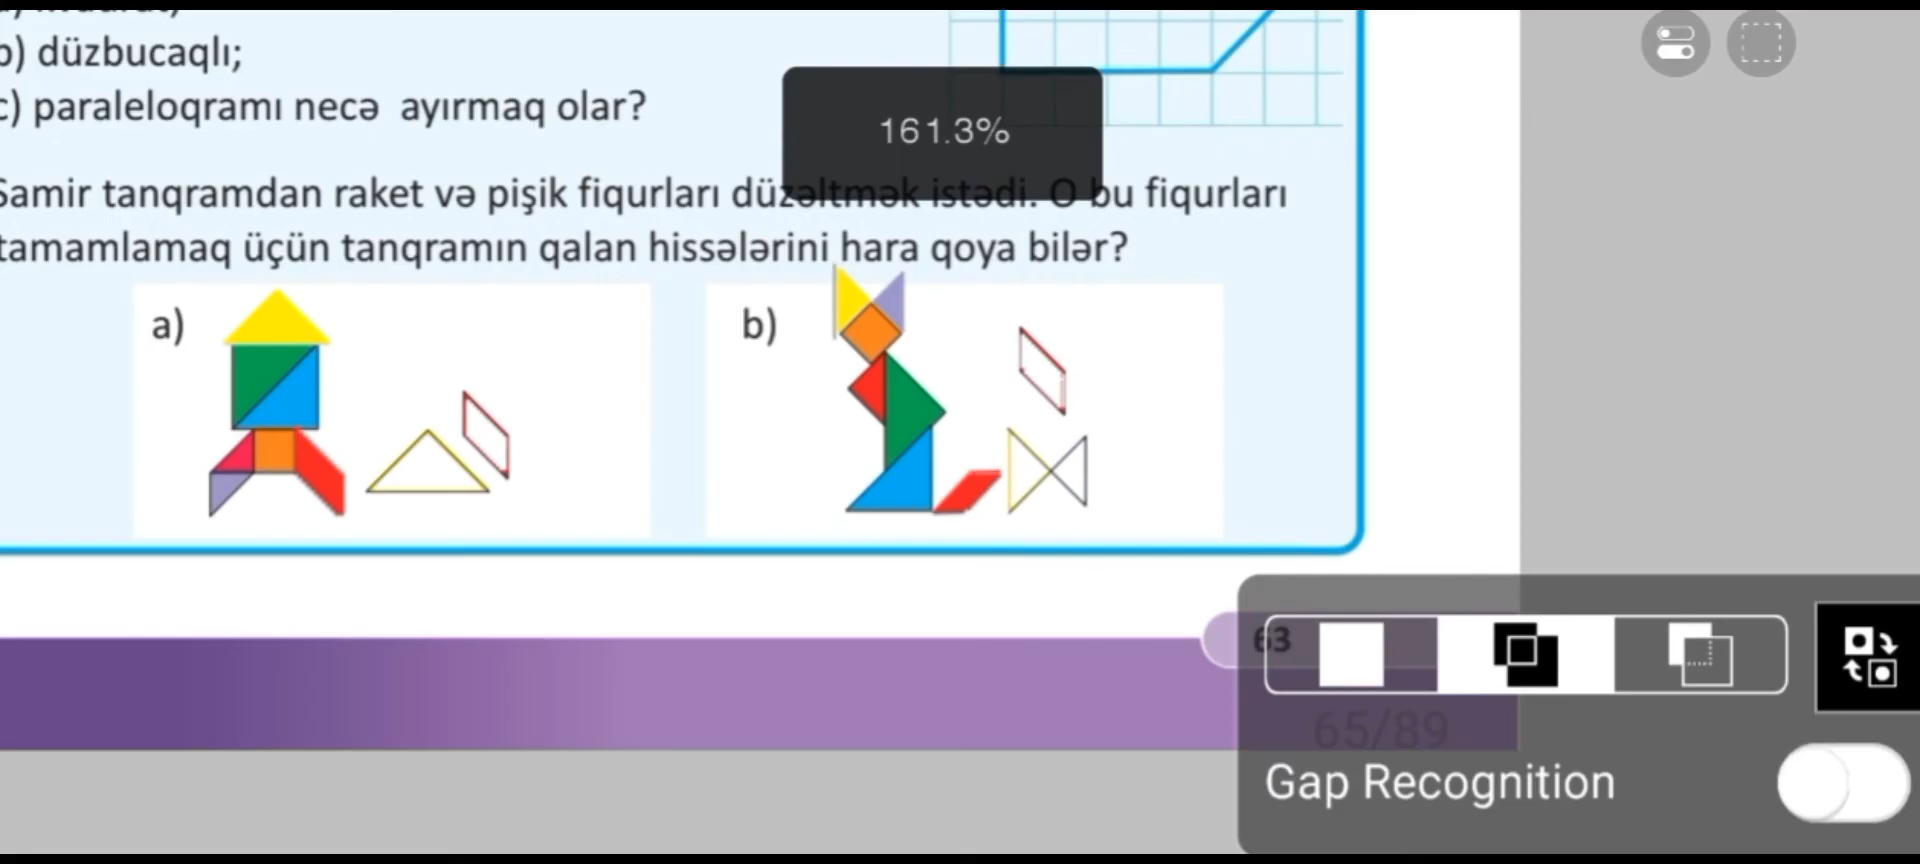 b) düzbucaqlı;
c) paraleloqramı necə ayırmaq olar?
161.3%
Samir tanqramdan raket və pişik fiqurları düzəltmək istədi. O bu fiqurları
tamamlamaq üçün tanqramın qalan hissələrini hara qoya bilər?
a)
b)
63
65/89
Gap Recognition